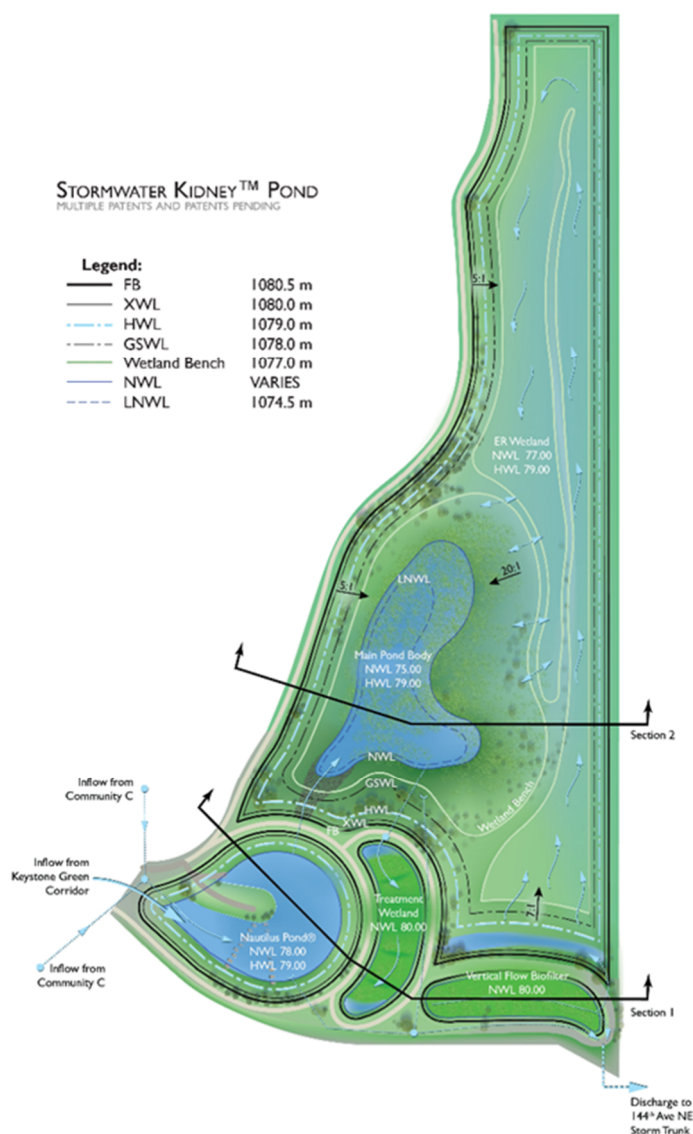 STORMWATER KIDNEY™ POND
MULTIPLE PATENTS AND PATENTS PENDING
Legend:
FB 1080.5 m
XWL 1080.0 m
HWL 1079.0 m
GSWL 1078.0 m
Wetland Bench 1077.0 m
NWL VARIES
LNWL 1074.5 m
5:1
ER Wetland
NWL 77.00
HWL 79.00
LNWL
20:1
5:1
Main Pond Body
NWL 75.00
HWL 79.00
Section 2
NWL
GSWL
HWL
XWL
FB
Wetland Bench
Inflow from
Community C
Inflow from
Keystone Green
Corridor
Inflow from
Community C
Treatment
Wetland
NWL 80.00
7:1
Nautilus Pond®
NWL 78.00
HWL 79.00
Vertical Flow Biofilter
NWL 80.00
Section 1
Discharge to
144th Ave NE
Storm Trunk